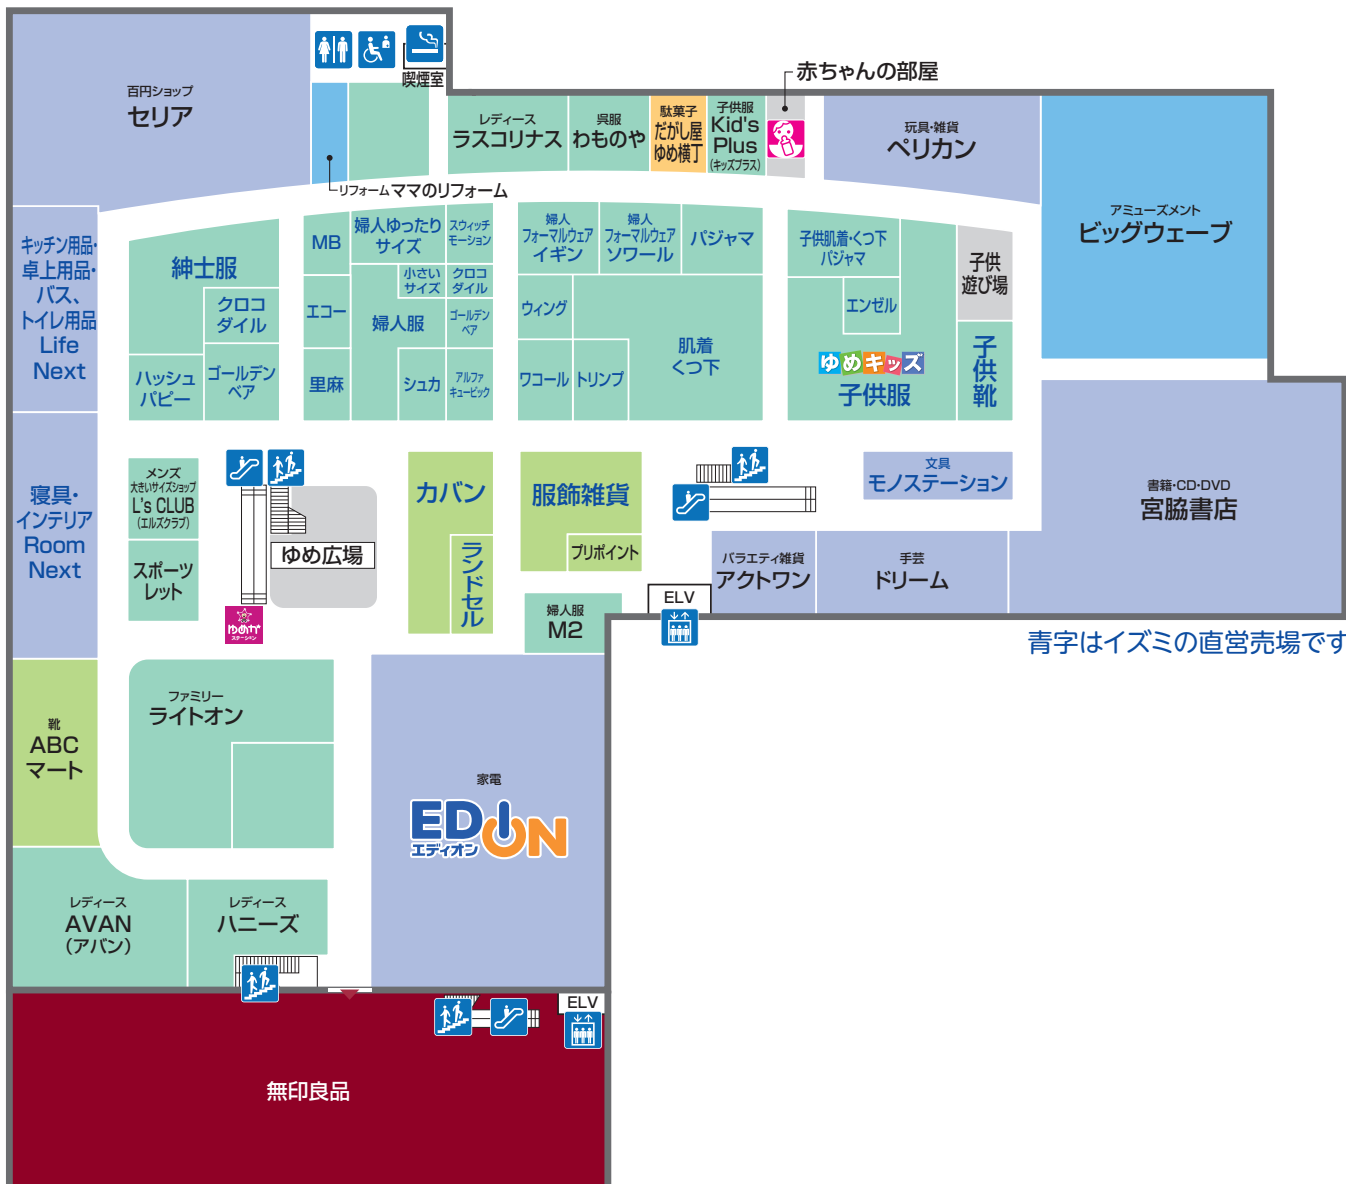 百円ショップ
セリア
喫煙室
リフォーム ママのリフォーム
レディース
ラスコリナス
呉服
わものや
駄菓子
だがし屋
ゆめ横丁
子供服
Kid's
Plus
(キッズプラス)
赤ちゃんの部屋
玩具・雑貨
ペリカン
アミューズメント
ビッグウェーブ
キッチン用品・
卓上用品・
バス、
トイレ用品
Life
Next
紳士服
クロコ
ダイル
ハッシュ
パピー
ゴールデン
ベア
MB
エコー
里麻
婦人ゆったり
サイズ
スウィッチ
モーション
小さい
サイズ
クロコ
ダイル
婦人服
ゴールデン
ベア
シュカ
アルファ
キュービック
婦人
フォーマルウェア
イギン
婦人
フォーマルウェア
ソワール
パジャマ
ウィング
ワコール
トリンプ
肌着
くつ下
子供肌着・くつ下
パジャマ
エンゼル
子供
遊び場
ゆめキッズ
子供服
子供靴
寝具・
インテリア
Room
Next
メンズ
大きいサイズショップ
L's CLUB
(エルズクラブ)
スポーツ
レット
ゆめ広場
ゆめか
ステーション
カバン
ランドセル
服飾雑貨
プリポイント
婦人服
M2
文具
モノステーション
書籍・CD・DVD
宮脇書店
バラエティ雑貨
アクトワン
手芸
ドリーム
ELV
青字はイズミの直営売場です
靴
ABC
マート
ファミリー
ライトオン
家電
EDION
エディオン
レディース
AVAN
(アバン)
レディース
ハニーズ
ELV
無印良品